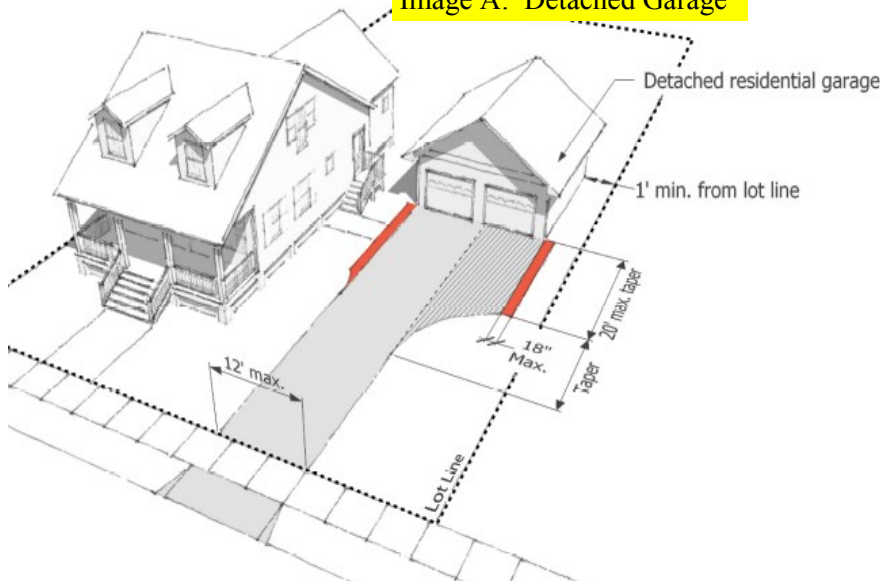 Image A:  Detached Garage
Detached residential garage
1' min. from lot line
20' max. taper
18"
Max.
Taper
12' max.
Lot Line